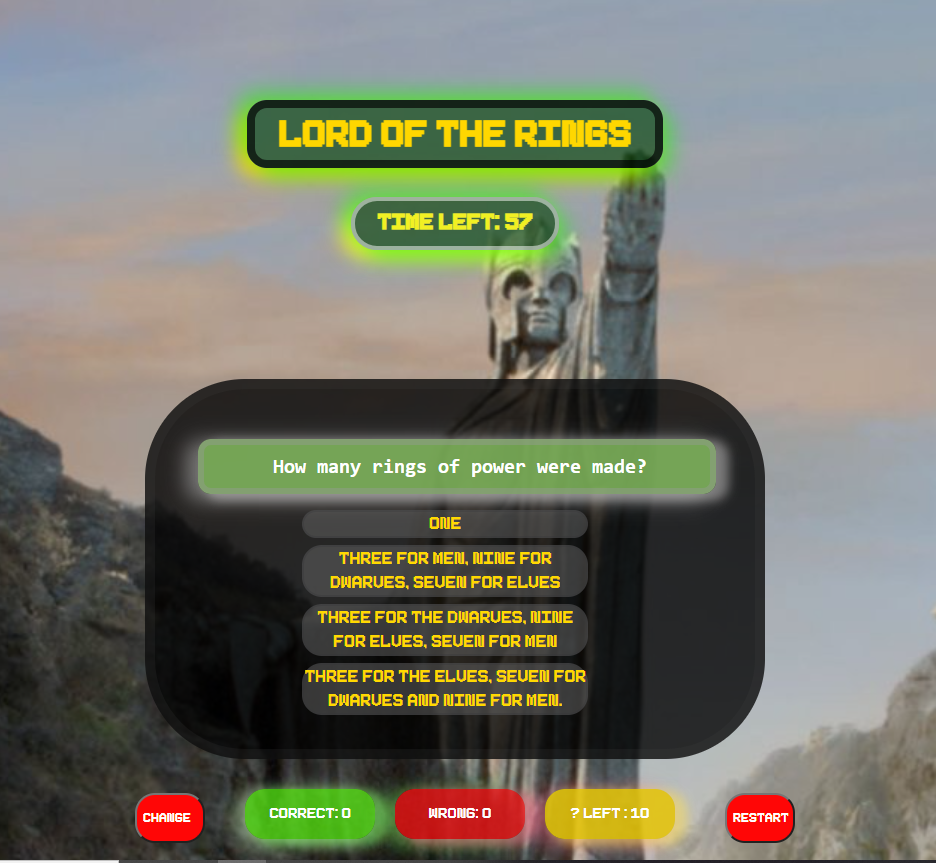 LORD OF THE RINGS
TIME LEFT: 57
How many rings of power were made?
ONE
THREE FOR MEN, NINE FOR
DWARVES, SEVEN FOR ELVES
THREE FOR THE DWARVES, NINE
FOR ELVES, SEVEN FOR MEN
THREE FOR THE ELVES, SEVEN FOR
DWARVES AND NINE FOR MEN.
CHANGE
CORRECT: 0
WRONG: 0
? LEFT : 10
RESTART